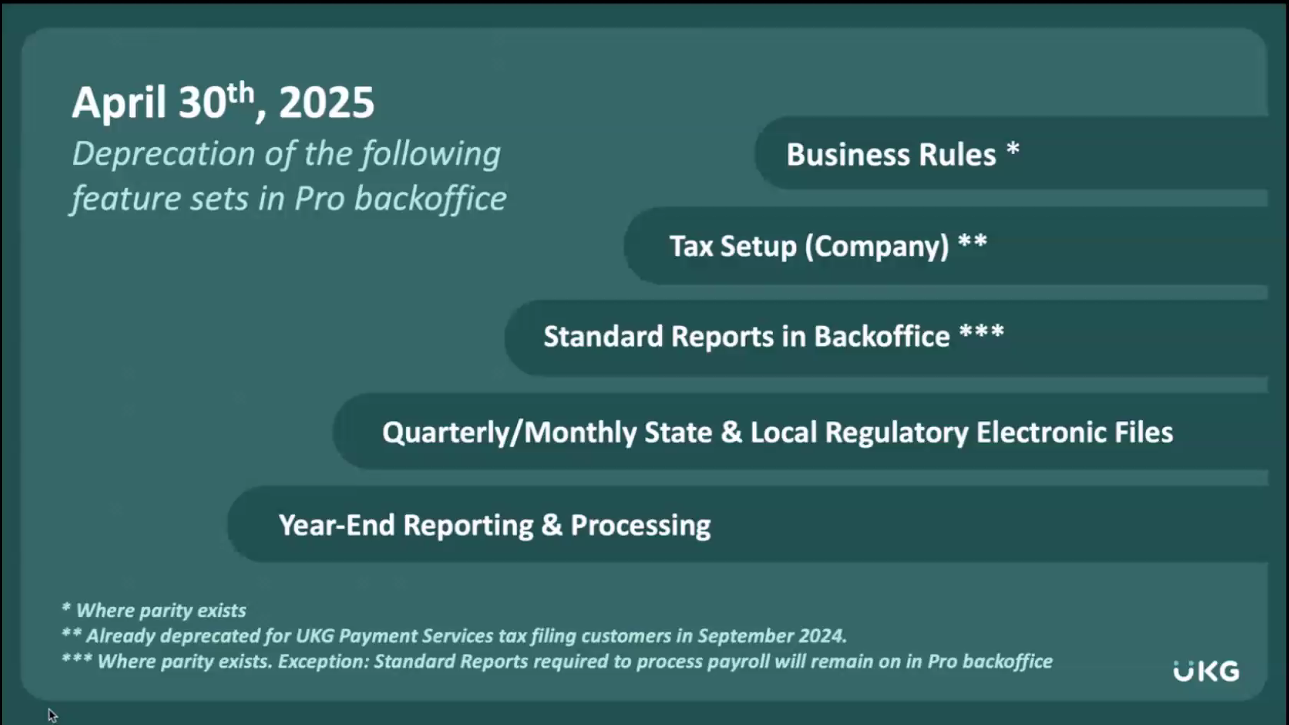 April 30th, 2025
Deprecation of the following
feature sets in Pro backoffice
Business Rules *
Tax Setup (Company) **
Standard Reports in Backoffice ***
Quarterly/Monthly State & Local Regulatory Electronic Files
Year-End Reporting & Processing
* Where parity exists
** Already deprecated for UKG Payment Services tax filing customers in September 2024.
*** Where parity exists. Exception: Standard Reports required to process payroll will remain on in Pro backoffice
UKG